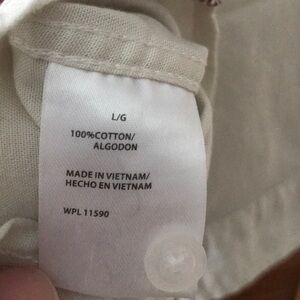 L/G
100%COTTON/
ALGODON
MADE IN VIETNAM/
HECHO EN VIETNAM
WPL 11590